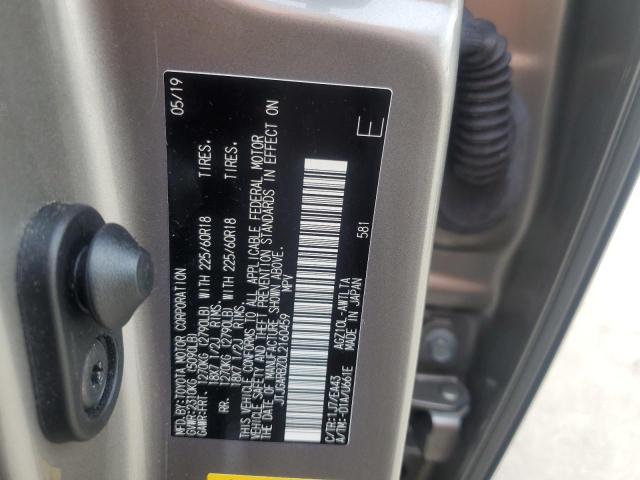 MFD.BY:TOYOTA MOTOR CORPORATION 05/19
GVWR:2310KG (5090LB)
GAWR:FRT. 1270KG (2790LB) WITH 225/60R18 TIRES.
18X7 1/2J RIMS.
RR. 1270KG (2790LB) WITH 225/60R18 TIRES.
18X7 1/2J RIMS.
THIS VEHICLE CONFORMS TO ALL APPLICABLE FEDERAL MOTOR
VEHICLE SAFETY AND THEFT PREVENTION STANDARDS IN EFFECT ON
THE DATE OF MANUFACTURE SHOWN ABOVE.
JTJGARBZ0L2160459 MPV
C/TR:1J7/EA43 AGZ10L-AWTLTA 581
A/TM:-01A/U661E MADE IN JAPAN
E